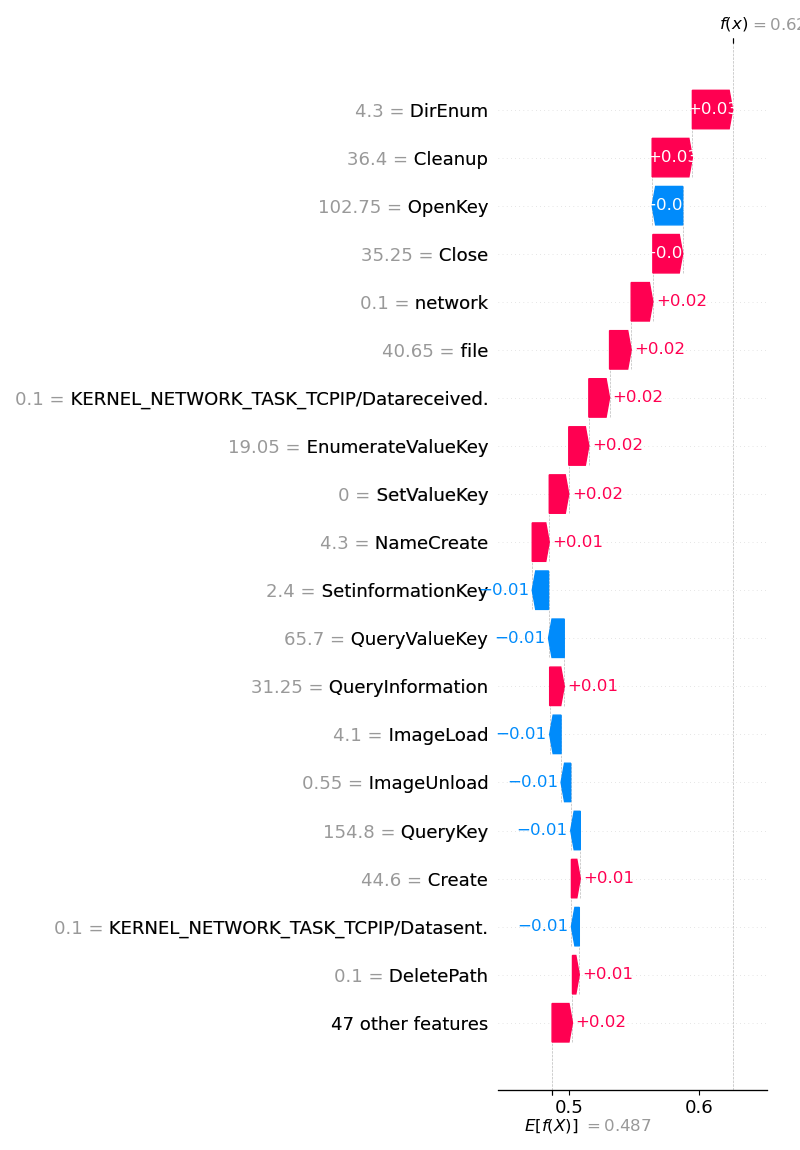 f(x) = 0.62
4.3 = DirEnum
+0.03
36.4 = Cleanup
+0.03
102.75 = OpenKey
−0.0
35.25 = Close
+0.0
0.1 = network
+0.02
40.65 = file
+0.02
0.1 = KERNEL_NETWORK_TASK_TCPIP/Datareceived.
+0.02
19.05 = EnumerateValueKey
+0.02
0 = SetValueKey
+0.02
4.3 = NameCreate
+0.01
2.4 = SetinformationKey
−0.01
65.7 = QueryValueKey
−0.01
31.25 = QueryInformation
+0.01
4.1 = ImageLoad
−0.01
0.55 = ImageUnload
−0.01
154.8 = QueryKey
−0.01
44.6 = Create
+0.01
0.1 = KERNEL_NETWORK_TASK_TCPIP/Datasent.
−0.01
0.1 = DeletePath
+0.01
47 other features
+0.02
0.5 0.6
E[f(X)] = 0.487